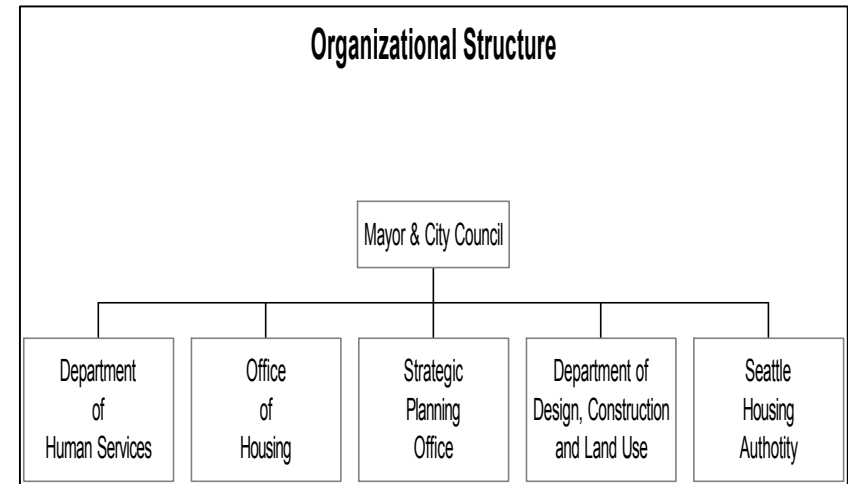 Organizational Structure
Mayor & City Council
Department
of
Human Services
Office
of
Housing
Strategic
Planning
Office
Department of
Design, Construction
and Land Use
Seattle
Housing
Authotity